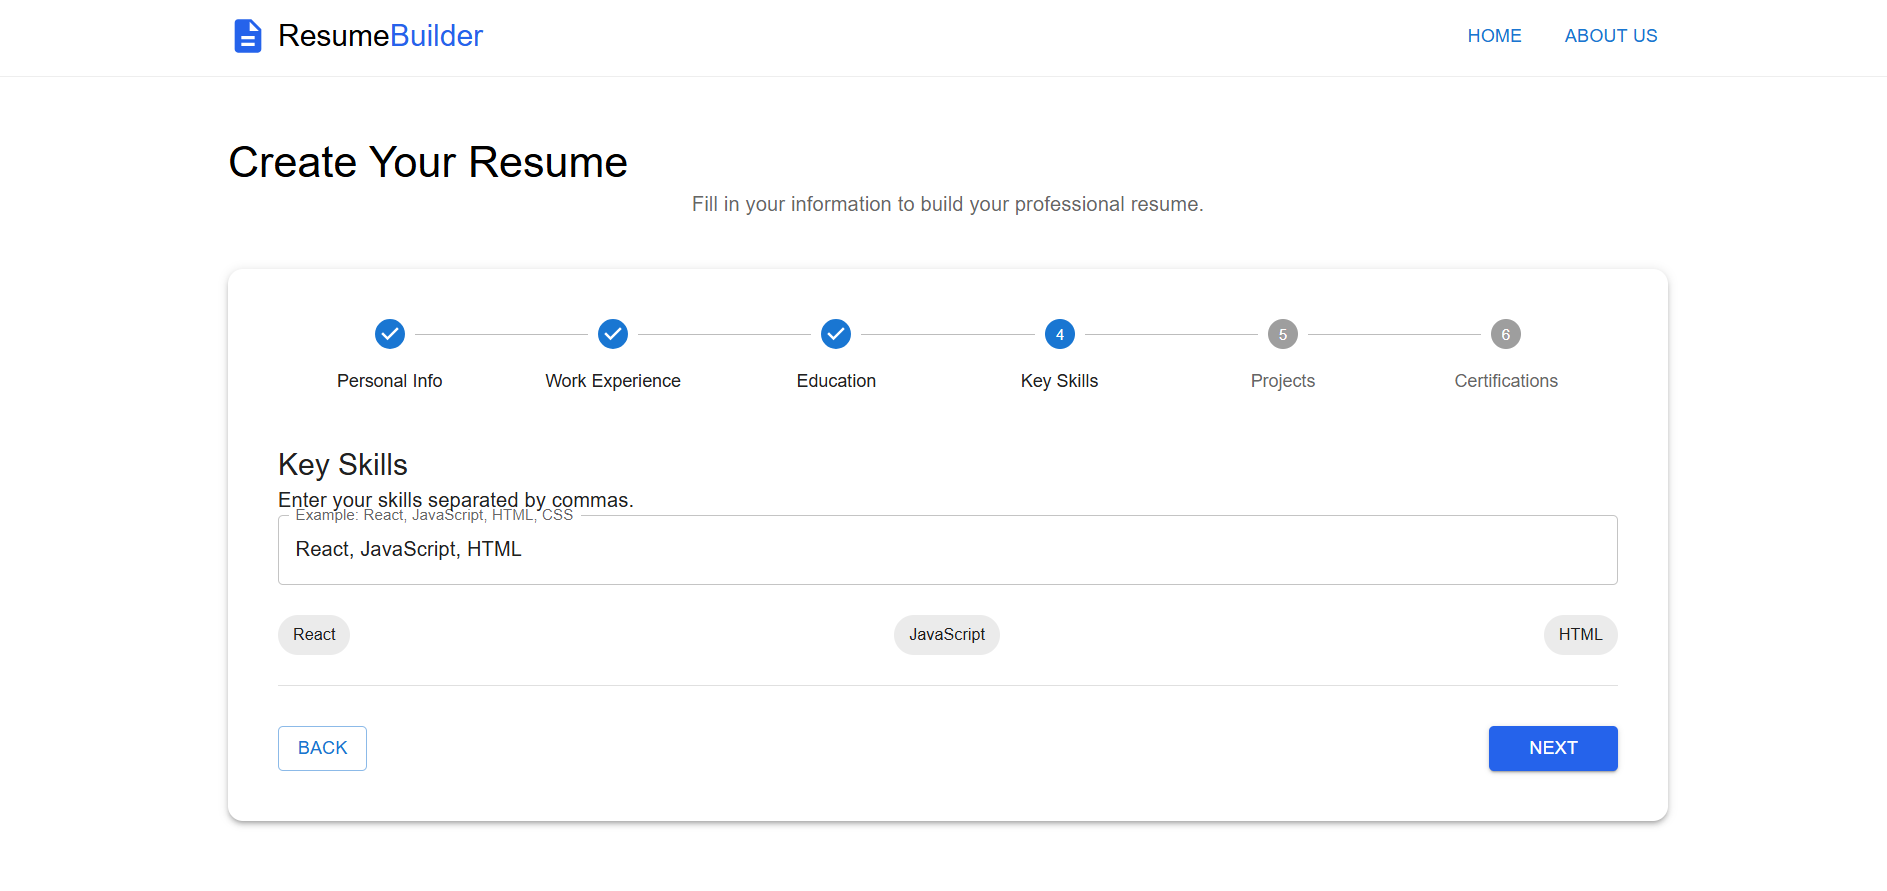 ResumeBuilder HOME ABOUT US
Create Your Resume
Fill in your information to build your professional resume.
4 5 6
Personal Info Work Experience Education Key Skills Projects Certifications
Key Skills
Enter your skills separated by commas.
Example: React, JavaScript, HTML, CSS
React, JavaScript, HTML
React JavaScript HTML
BACK NEXT